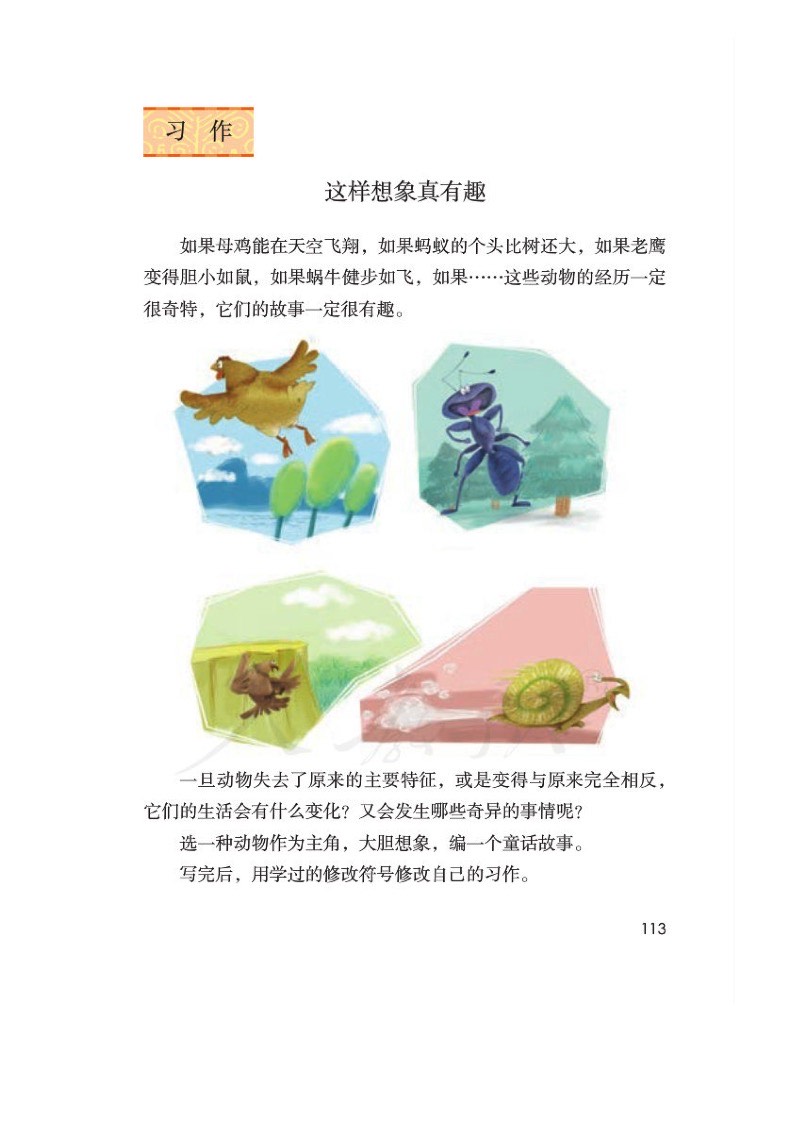 习 作
这样想象真有趣
如果母鸡能在天空飞翔，如果蚂蚁的个头比树还大，如果老鹰
变得胆小如鼠，如果蜗牛健步如飞，如果……这些动物的经历一定
很奇特，它们的故事一定很有趣。
一旦动物失去了原来的主要特征，或是变得与原来完全相反，
它们的生活会有什么变化？又会发生哪些奇异的事情呢？
选一种动物作为主角，大胆想象，编一个童话故事。
写完后，用学过的修改符号修改自己的习作。
113